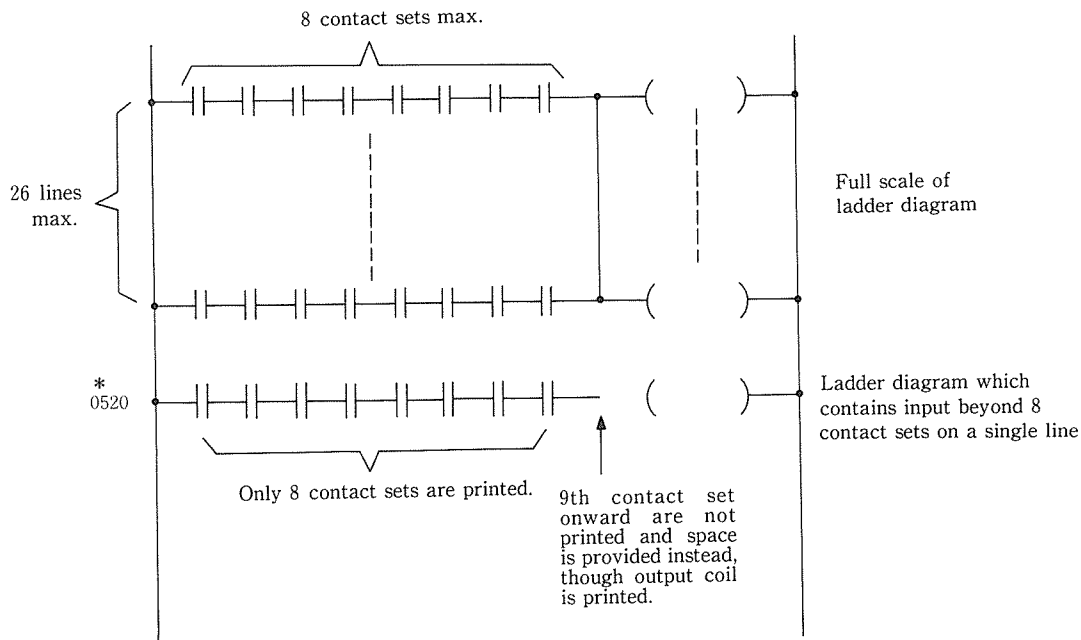 8 contact sets max.
26 lines
max.
Full scale of
ladder diagram
*
0520
Ladder diagram which
contains input beyond 8
contact sets on a single line
Only 8 contact sets are printed.
9th contact set
onward are not
printed and space
is provided instead,
though output coil
is printed.